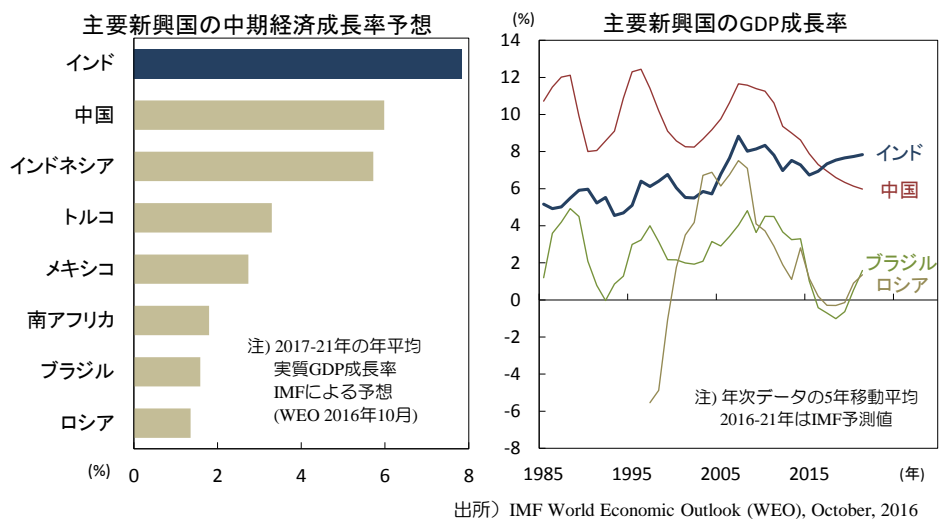 主要新興国の中期経済成長率予想
インド
中国
インドネシア
トルコ
メキシコ
南アフリカ
ブラジル
ロシア
注) 2017-21年の年平均
実質GDP成長率
IMFによる予想
(WEO 2016年10月)
(%) 0 2 4 6 8
(%)
主要新興国のGDP成長率
14
12
10
8
6
4
2
0
-2
-4
-6
-8
インド
中国
ブラジル
ロシア
注) 年次データの5年移動平均
2016-21年はIMF予測値
1985 1995 2005 2015 (年)
出所）IMF World Economic Outlook (WEO), October, 2016